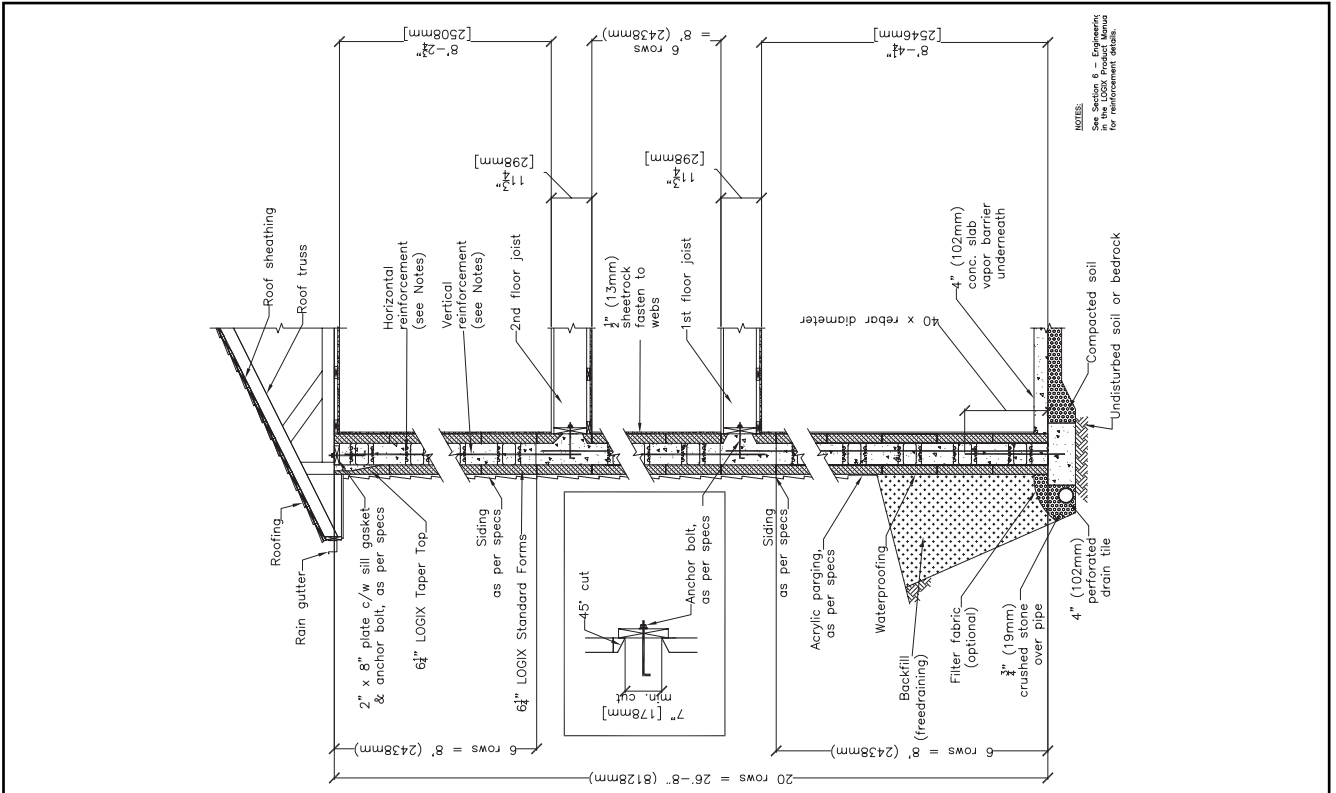 8'-2¾"
[2508mm]
6 rows
= 8' (2438mm)
8'-4¼"
[2546mm]
NOTES:
See Section 6 – Engineering
in the LOGIX Product Manua
for reinforcement details.
11¾"
[298mm]
11¾"
[298mm]
Roof sheathing
Roof truss
Horizontal
reinforcement
(see Notes)
Vertical
reinforcement
(see Notes)
2nd floor joist
½" (13mm)
sheetrock
fasten to
webs
1st floor joist
40 x rebar diameter
4" (102mm)
conc. slab
vapor barrier
underneath
Compacted soil
Undisturbed soil or bedrock
Rain gutter
Roofing
2" x 8" plate c/w sill gasket
& anchor bolt, as per specs
6¼" LOGIX Taper Top
Siding
as per specs
6¼" LOGIX Standard Forms
45° cut
7" [178mm]
min. cut
Anchor bolt,
as per specs
Siding
as per specs
Acrylic parging,
as per specs
Waterproofing
Backfill
(freedraining)
Filter fabric
(optional)
¾" (19mm)
crushed stone
over pipe
4" (102mm)
perforated
drain tile
6 rows = 8' (2438mm)
6 rows = 8' (2438mm)
20 rows = 26'-8" (8128mm)